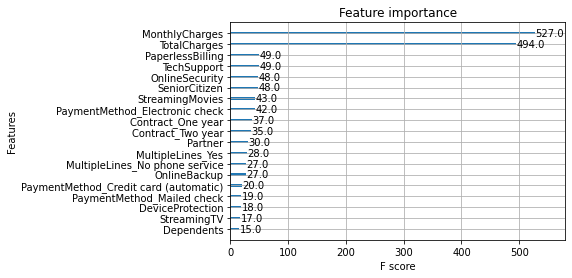 Feature importance
MonthlyCharges 527.0
TotalCharges 494.0
PaperlessBilling 49.0
TechSupport 49.0
OnlineSecurity 48.0
SeniorCitizen 48.0
StreamingMovies 43.0
PaymentMethod_Electronic check 42.0
Contract_One year 37.0
Contract_Two year 35.0
Partner 30.0
MultipleLines_Yes 28.0
MultipleLines_No phone service 27.0
OnlineBackup 27.0
PaymentMethod_Credit card (automatic) 20.0
PaymentMethod_Mailed check 19.0
DeviceProtection 18.0
StreamingTV 17.0
Dependents 15.0
Features
0 100 200 300 400 500
F score